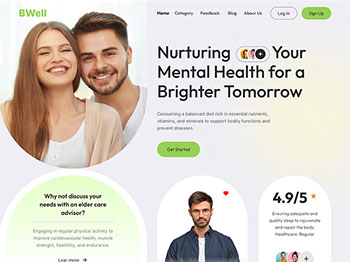 BWell
Home Category Feedback Blog About Us Log In Sign Up
Nurturing Your
Mental Health for a
Brighter Tomorrow
Consuming a balanced diet rich in essential nutrients,
vitamins, and minerals to support bodily functions and
prevent diseases.
Get Started
Why not discuss your
needs with on elder care
advisor?
Engaging in regular physical activity to
improve cardiovascular health, muscle
strength, flexibility, and endurance.
Lear more →
4.9/5
Ensuring adequate and
quality sleep to rejuvenate
and repair the body.
Healthcare: Regular